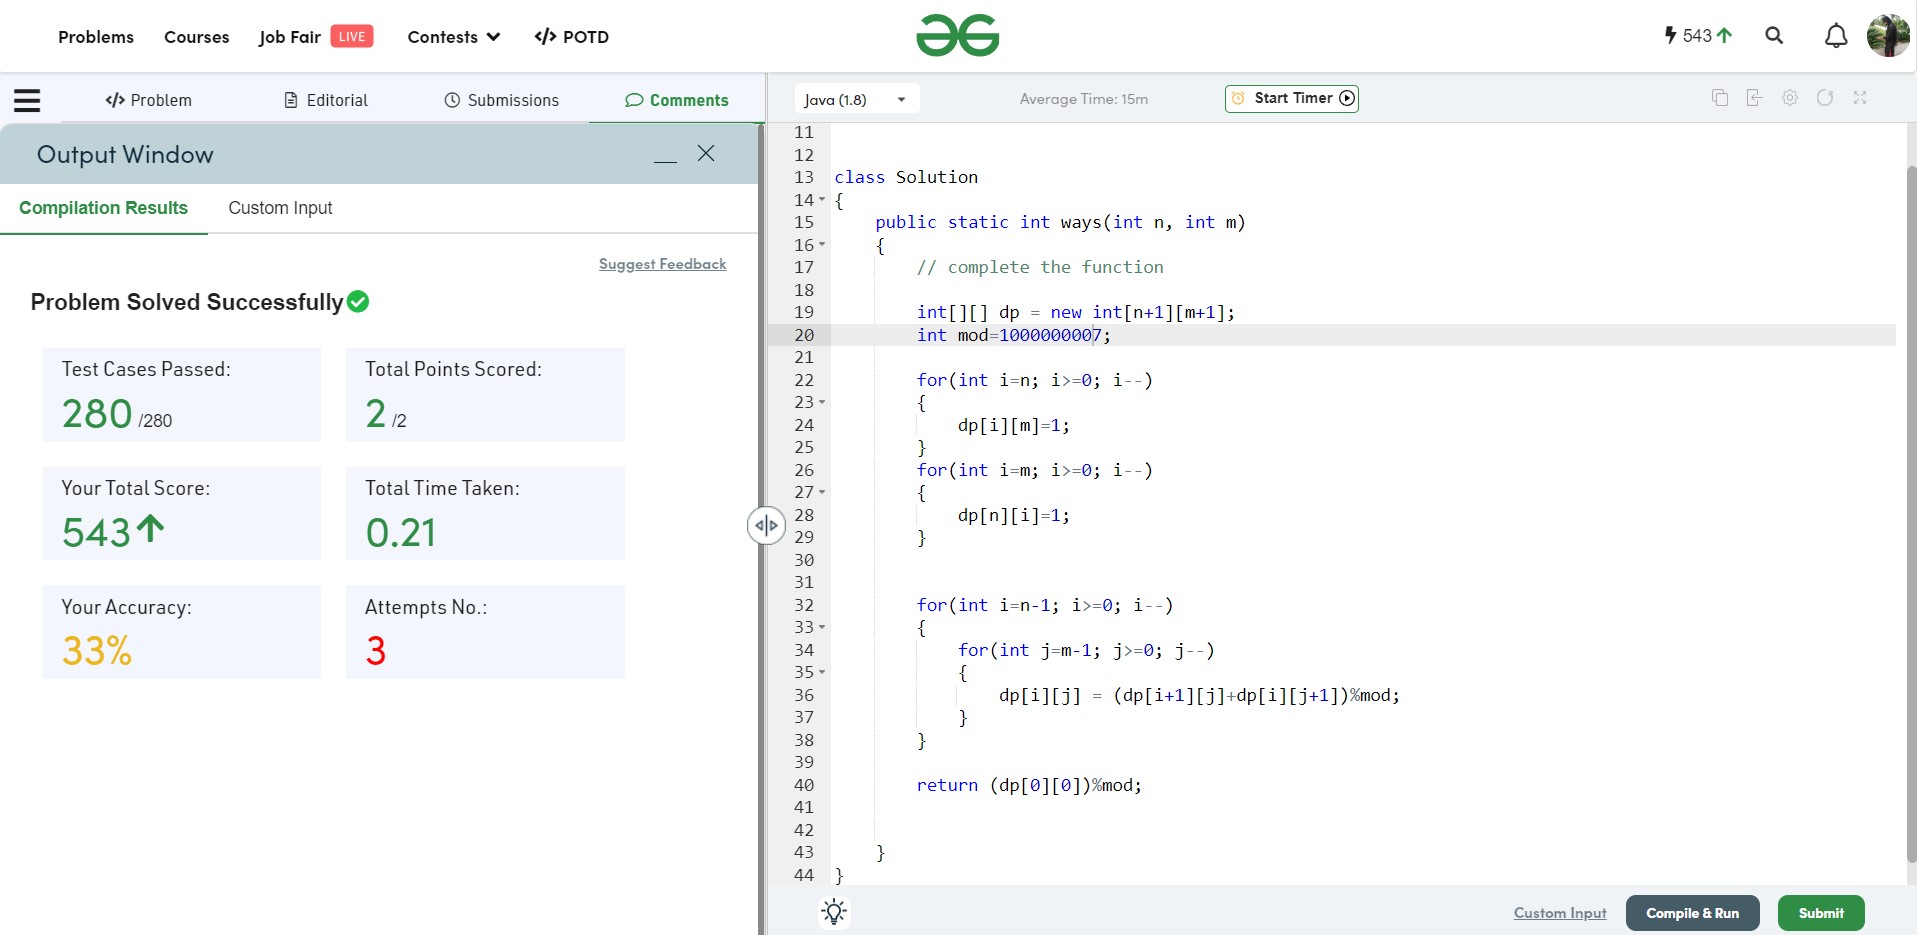 Problems Courses Job Fair LIVE Contests </> POTD
543
</> Problem Editorial Submissions Comments
Output Window
Compilation Results Custom Input
Suggest Feedback
Problem Solved Successfully
Test Cases Passed:
280 /280
Total Points Scored:
2 /2
Your Total Score:
543
Total Time Taken:
0.21
Your Accuracy:
33%
Attempts No.:
3
Java (1.8) Average Time: 15m Start Timer
11
12
13 class Solution
14 {
15 public static int ways(int n, int m)
16 {
17 // complete the function
18
19 int[][] dp = new int[n+1][m+1];
20 int mod=1000000007;
21
22 for(int i=n; i>=0; i--)
23 {
24 dp[i][m]=1;
25 }
26 for(int i=m; i>=0; i--)
27 {
28 dp[n][i]=1;
29 }
30
31
32 for(int i=n-1; i>=0; i--)
33 {
34 for(int j=m-1; j>=0; j--)
35 {
36 dp[i][j] = (dp[i+1][j]+dp[i][j+1])%mod;
37 }
38 }
39
40 return (dp[0][0])%mod;
41
42
43 }
44 }
Custom Input Compile & Run Submit